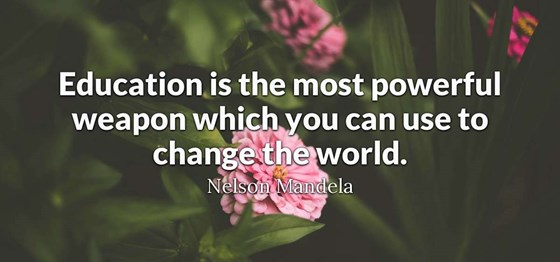 Education is the most powerful
weapon which you can use to
change the world.
Nelson Mandela